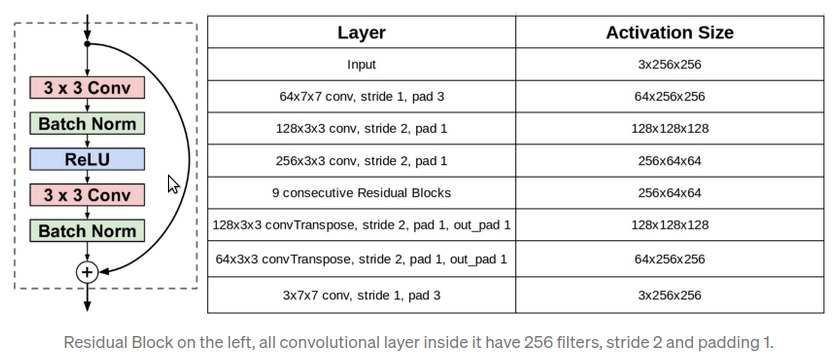 3 x 3 Conv
Batch Norm
ReLU
3 x 3 Conv
Batch Norm
+
Layer Activation Size
Input 3x256x256
64x7x7 conv, stride 1, pad 3 64x256x256
128x3x3 conv, stride 2, pad 1 128x128x128
256x3x3 conv, stride 2, pad 1 256x64x64
9 consecutive Residual Blocks 256x64x64
128x3x3 convTranspose, stride 2, pad 1, out_pad 1 128x128x128
64x3x3 convTranspose, stride 2, pad 1, out_pad 1 64x256x256
3x7x7 conv, stride 1, pad 3 3x256x256
Residual Block on the left, all convolutional layer inside it have 256 filters, stride 2 and padding 1.